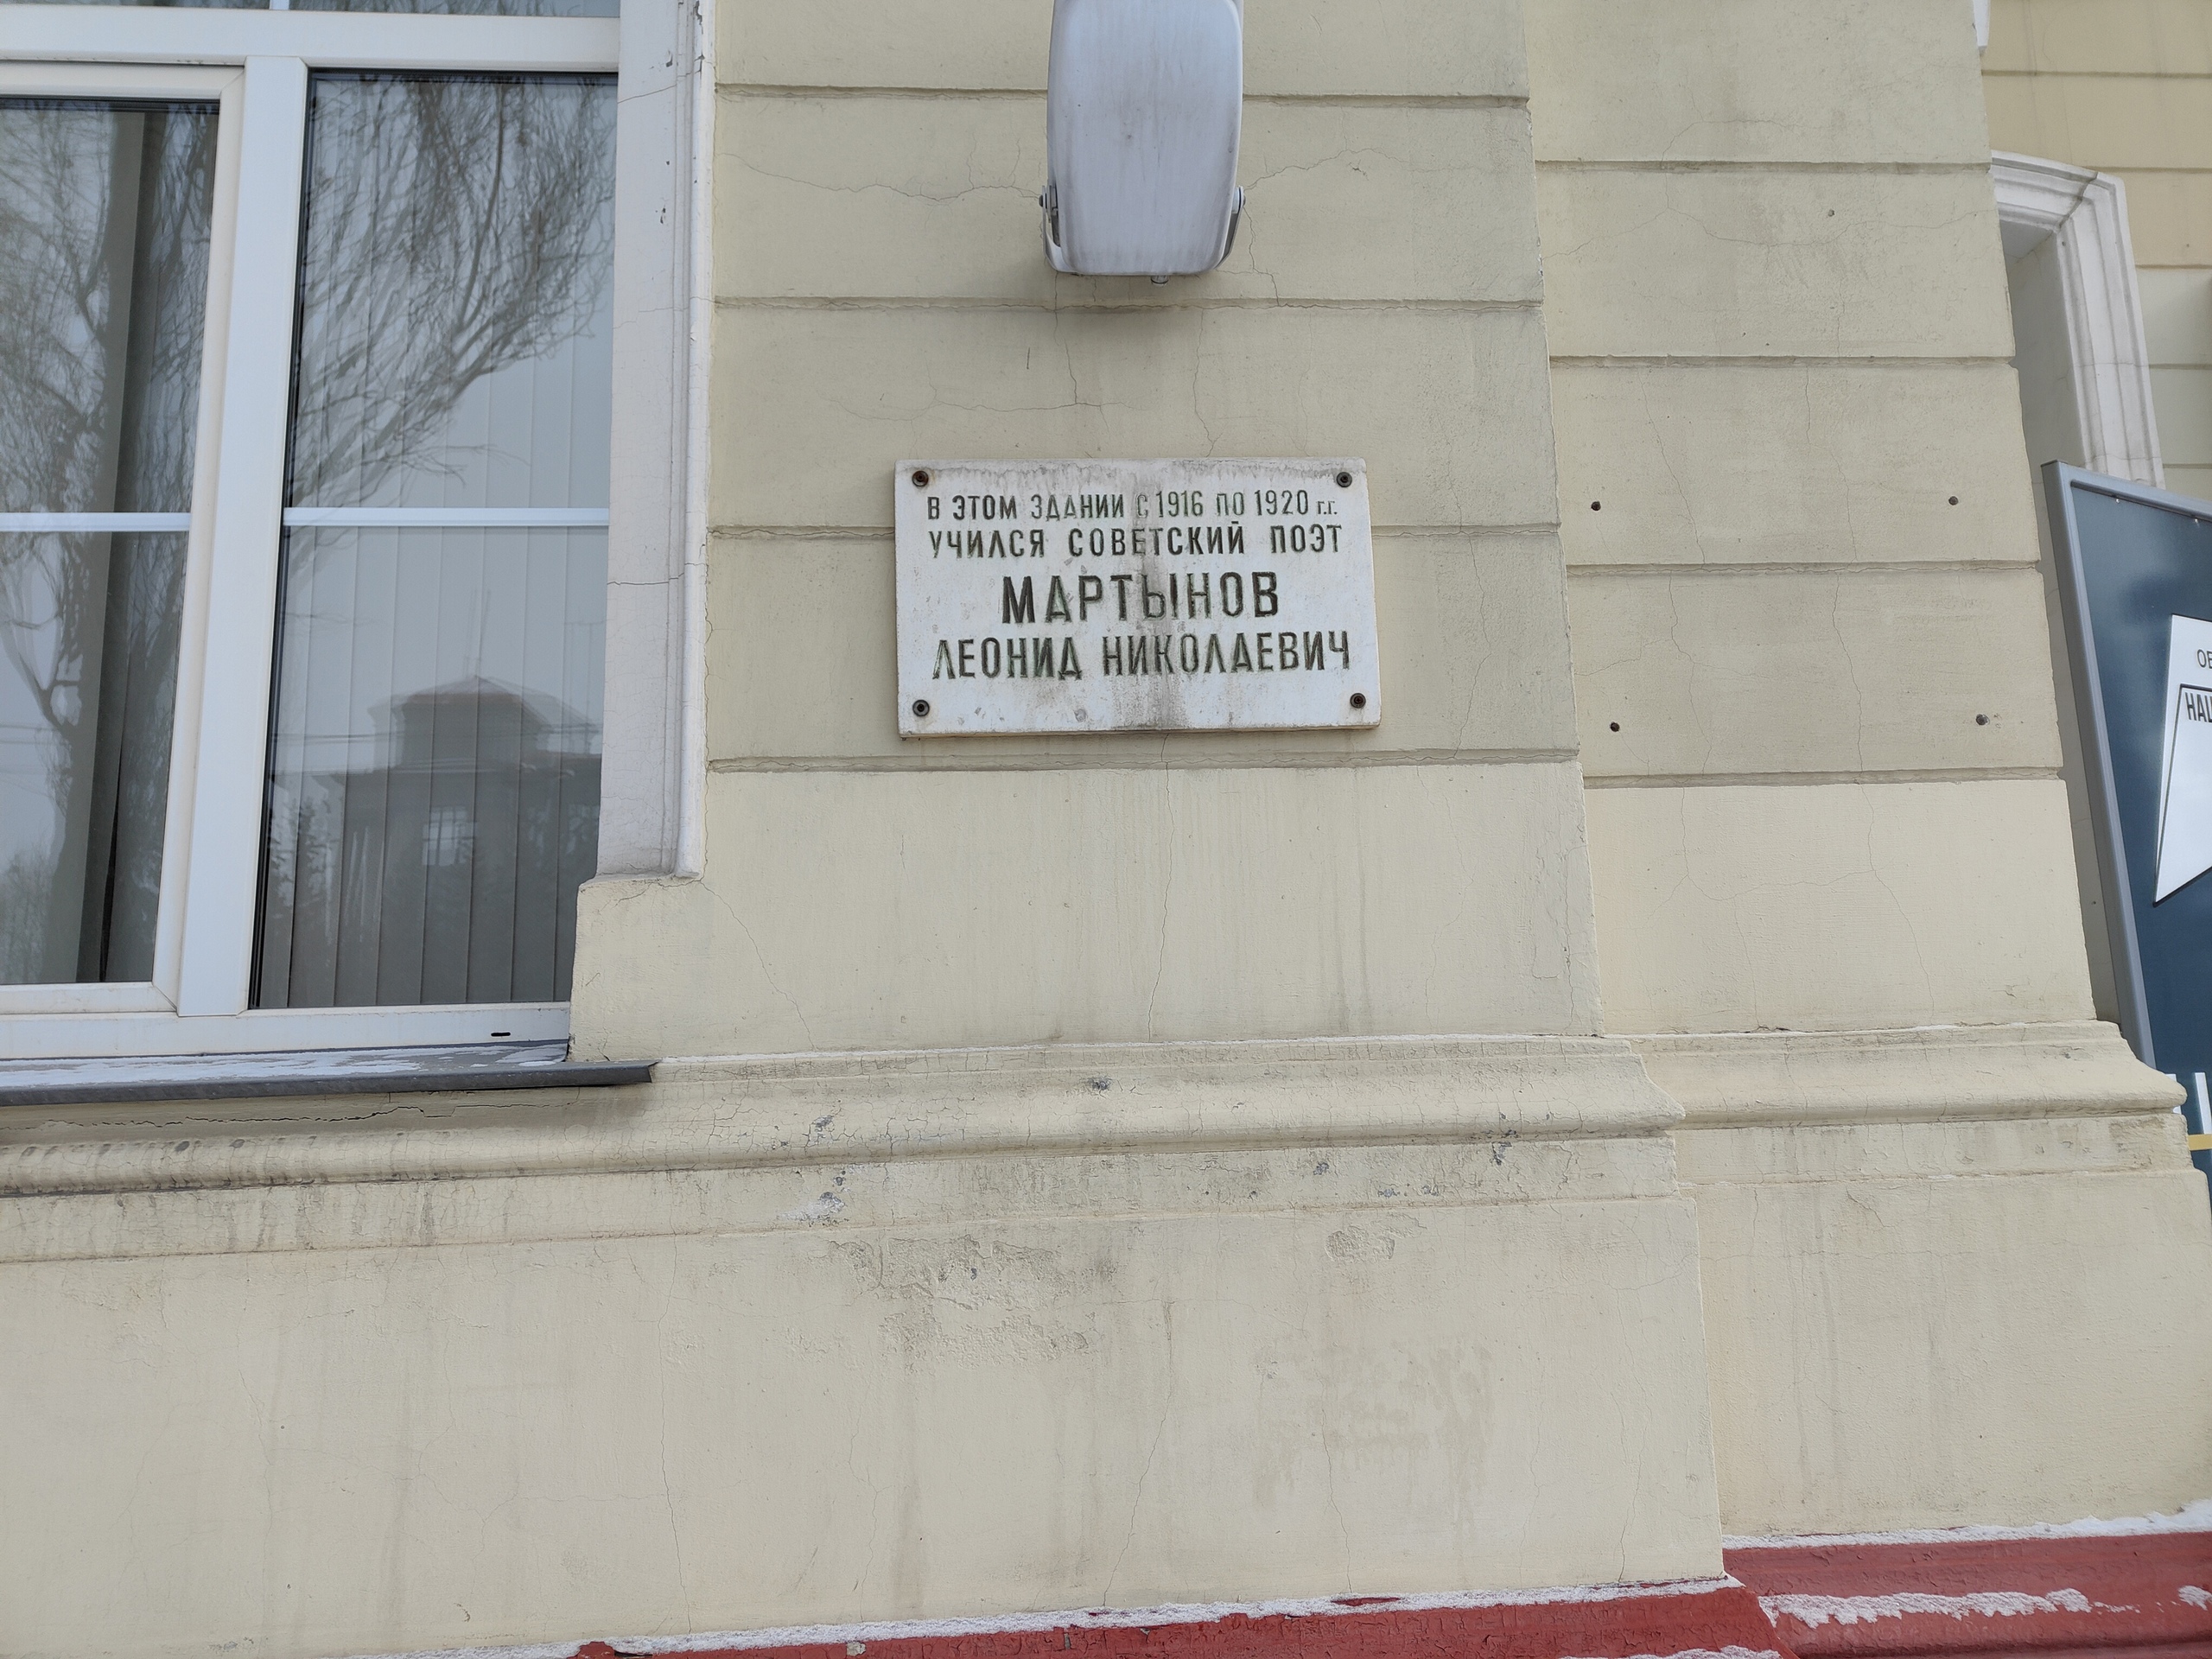 В ЭТОМ ЗДАНИИ С 1916 ПО 1920 г.г.
УЧИЛСЯ СОВЕТСКИЙ ПОЭТ
МАРТЫНОВ
ЛЕОНИД НИКОЛАЕВИЧ